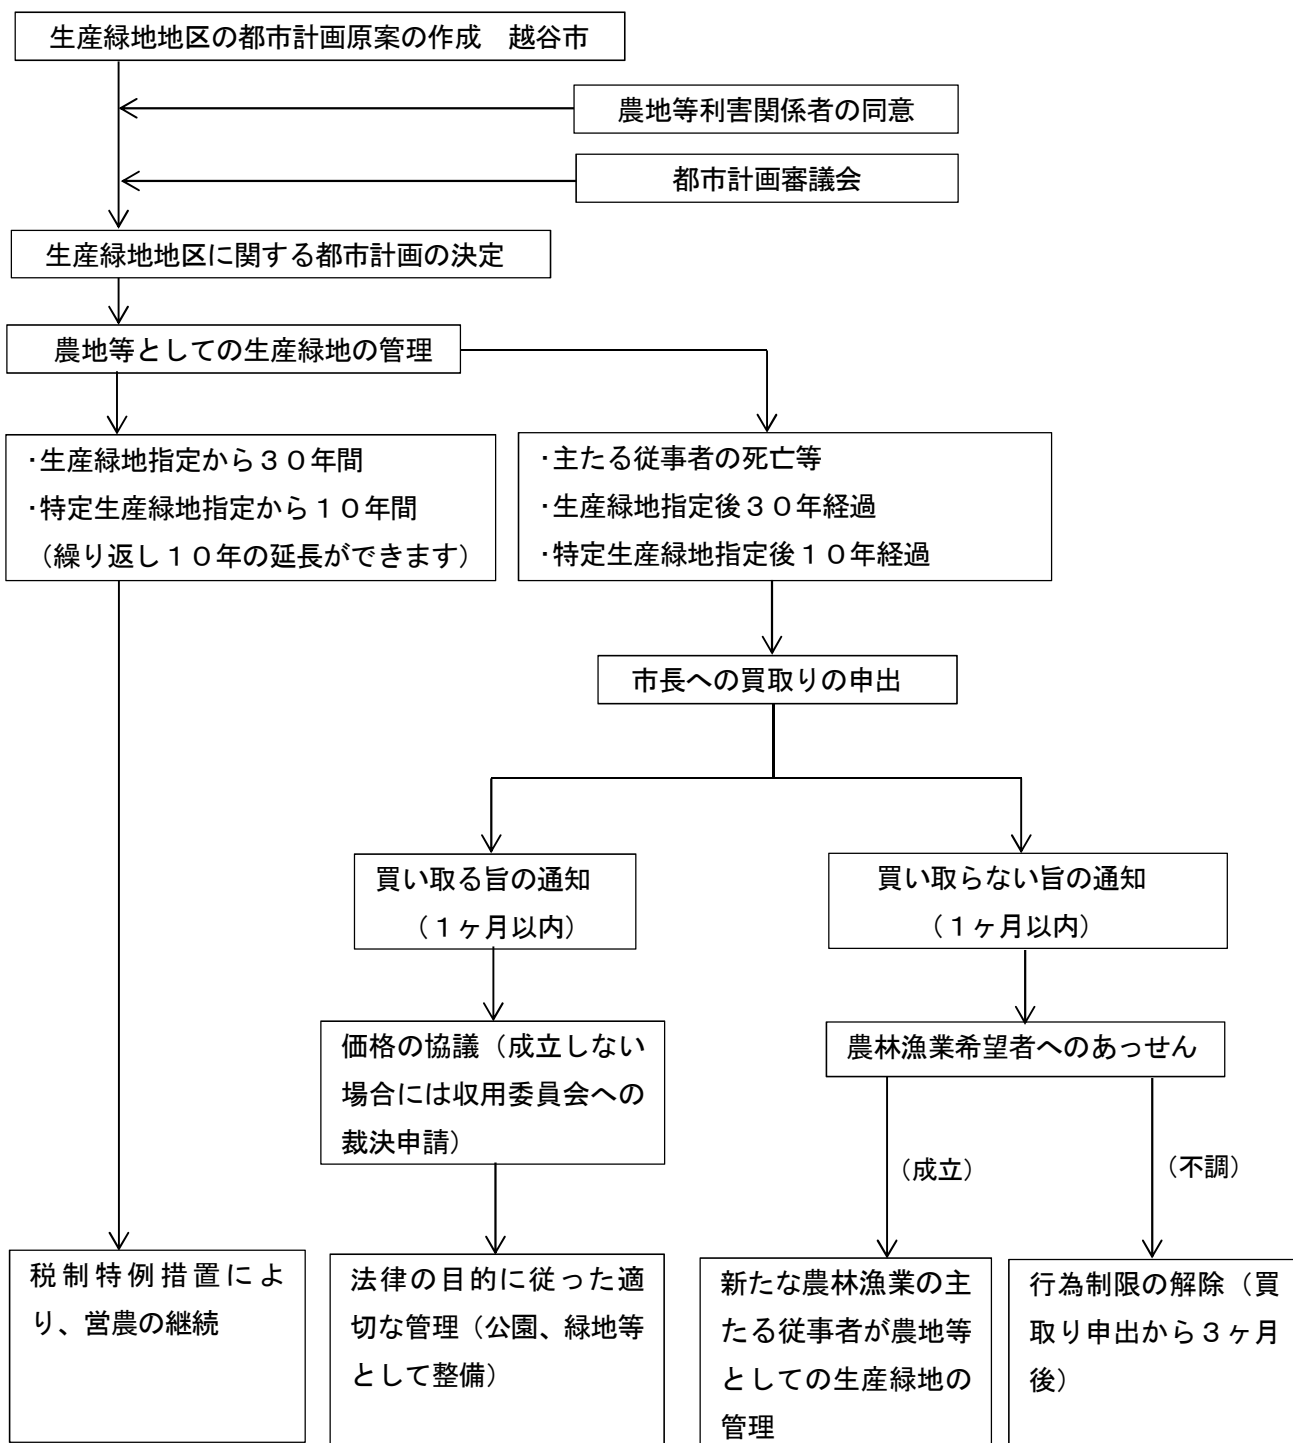 生産緑地地区の都市計画原案の作成　越谷市
農地等利害関係者の同意
都市計画審議会
生産緑地地区に関する都市計画の決定
農地等としての生産緑地の管理
・生産緑地指定から３０年間
・特定生産緑地指定から１０年間
（繰り返し１０年の延長ができます）
・主たる従事者の死亡等
・生産緑地指定後３０年経過
・特定生産緑地指定後１０年経過
市長への買取りの申出
買い取る旨の通知
（１ヶ月以内）
買い取らない旨の通知
（１ヶ月以内）
価格の協議（成立しない
場合には収用委員会への
裁決申請）
農林漁業希望者へのあっせん
（成立）
（不調）
税制特例措置によ
り、営農の継続
法律の目的に従った適
切な管理（公園、緑地等
として整備）
新たな農林漁業の主
たる従事者が農地等
としての生産緑地の
管理
行為制限の解除（買
取り申出から３ヶ月
後）